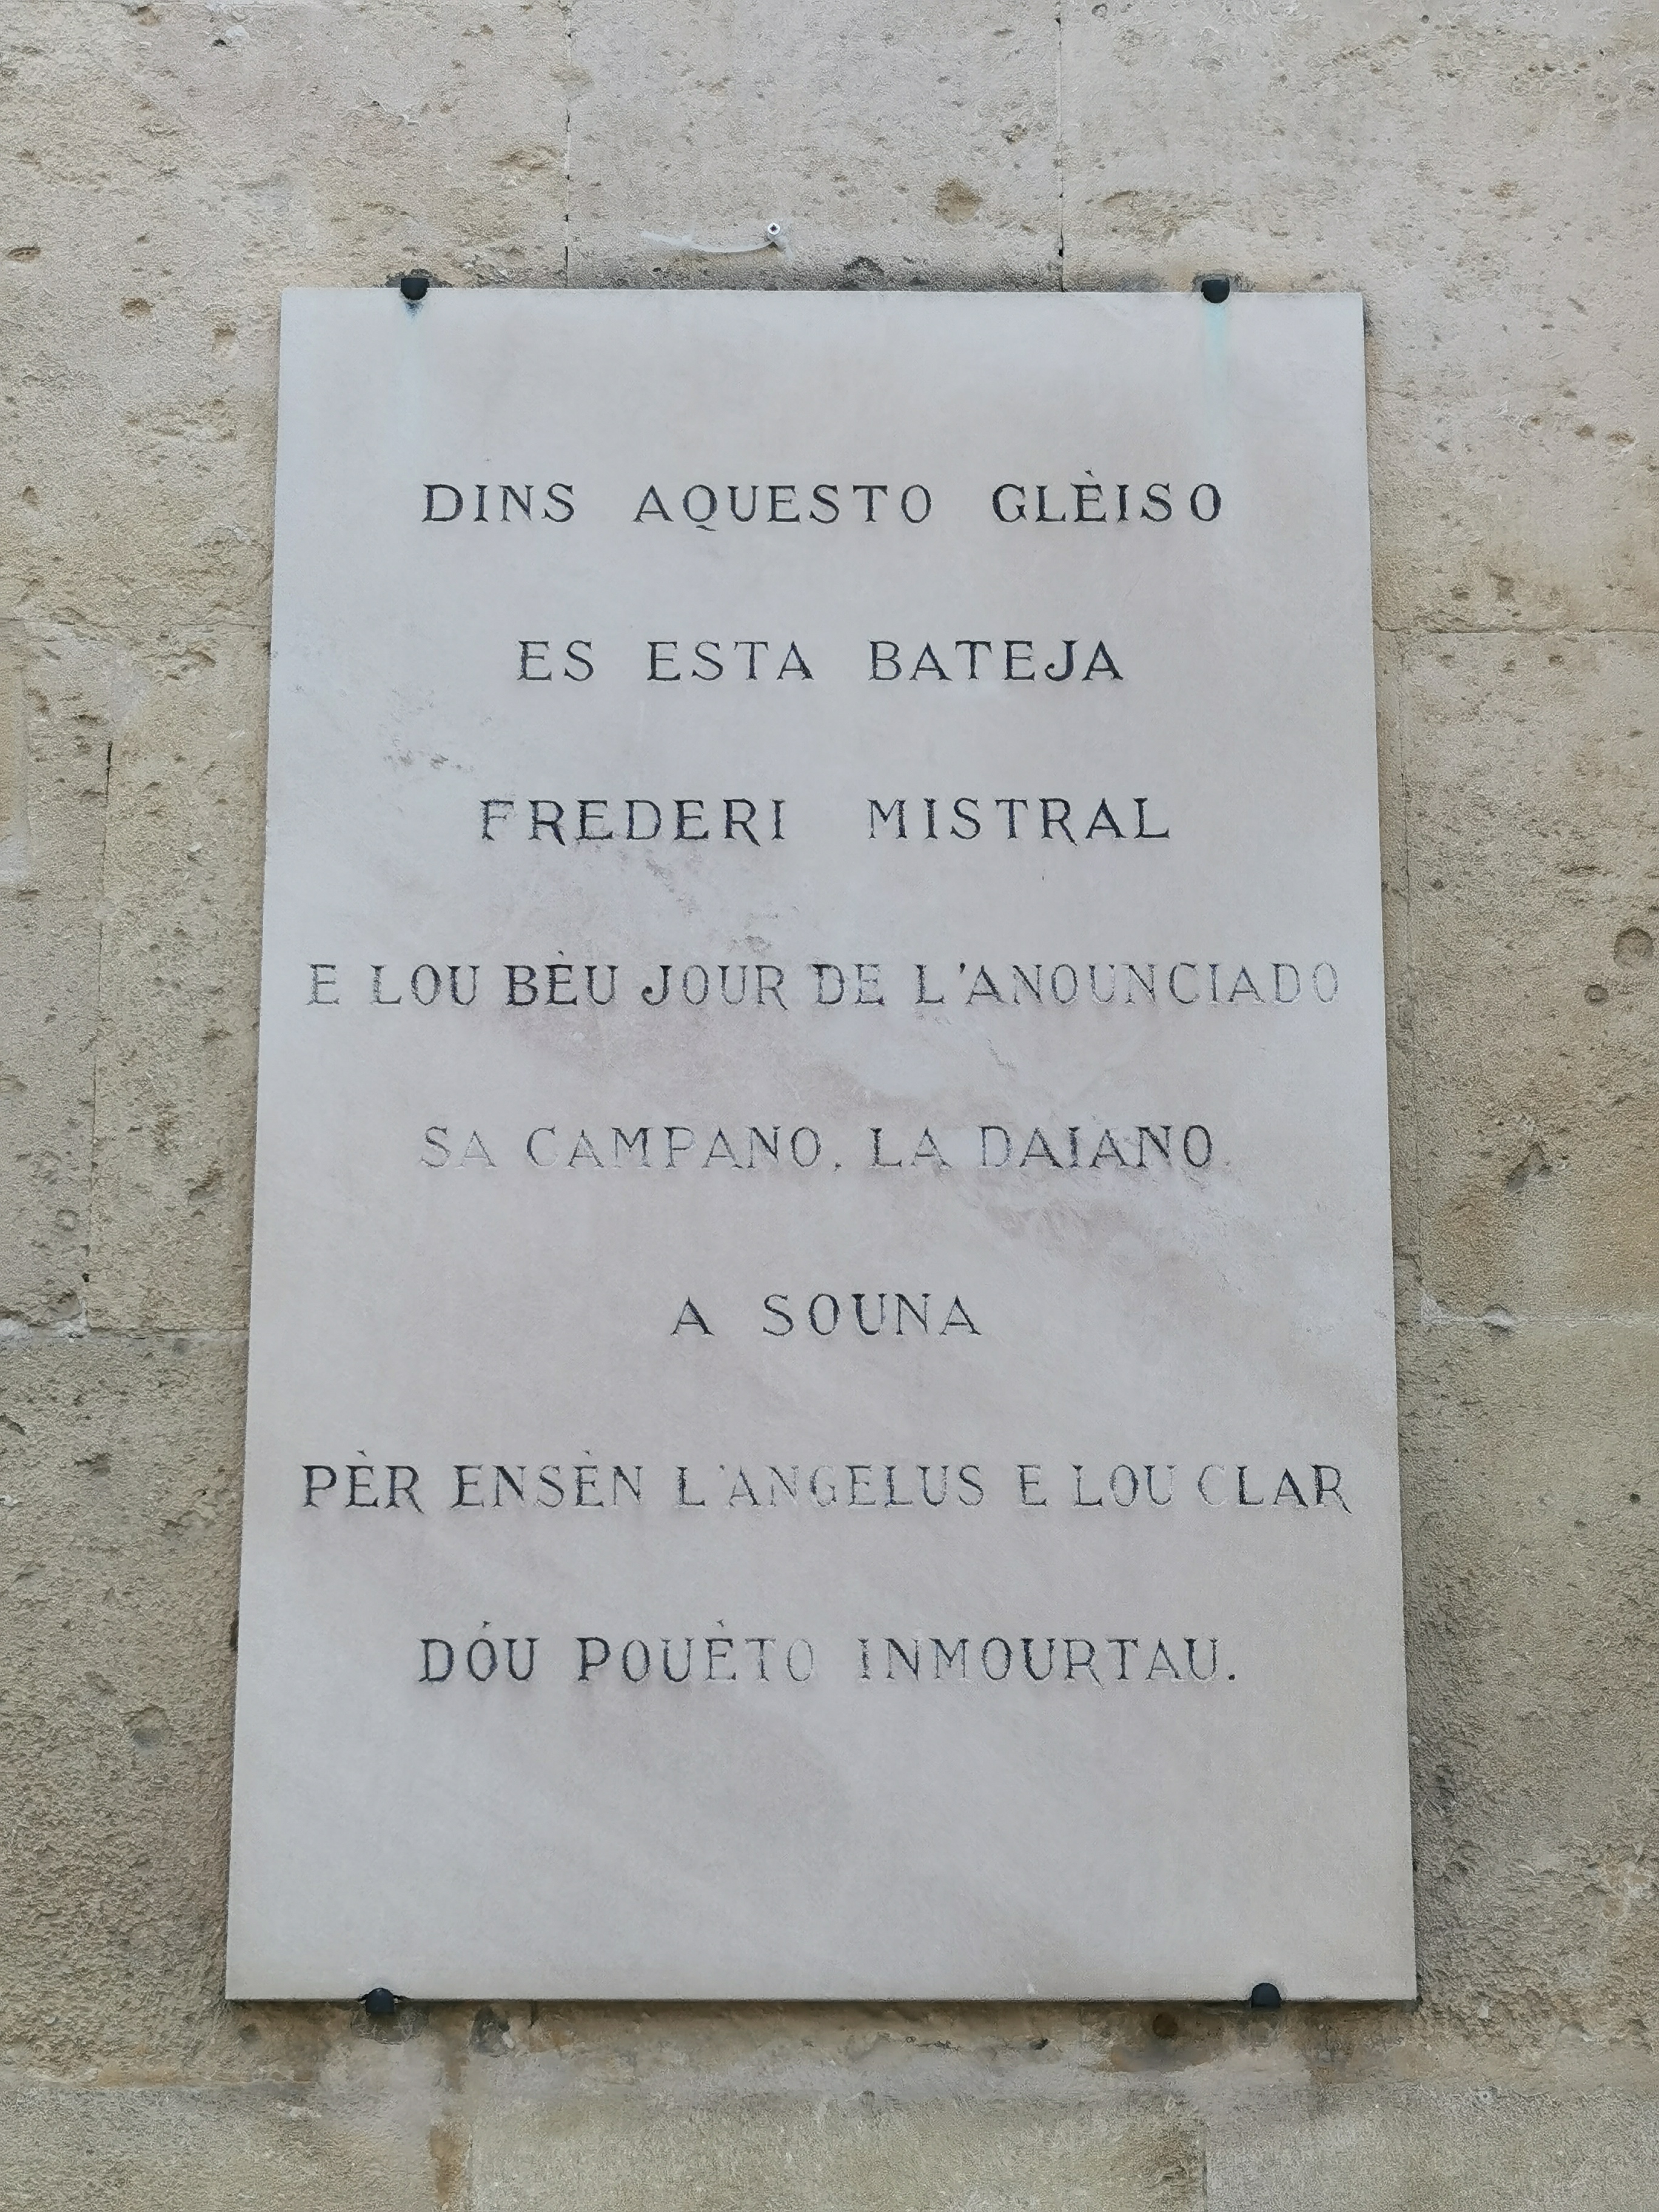 DINS AQUESTO GLÈISO
ES ESTA BATEJA
FREDERI MISTRAL
E LOU BÈU JOUR DE L'ANOUNCIADO
SA CAMPANO, LA DAIANO,
A SOUNA
PÈR ENSÈN L'ANGELUS E LOU CLAR
DÓU POUÈTO INMOURTAU.